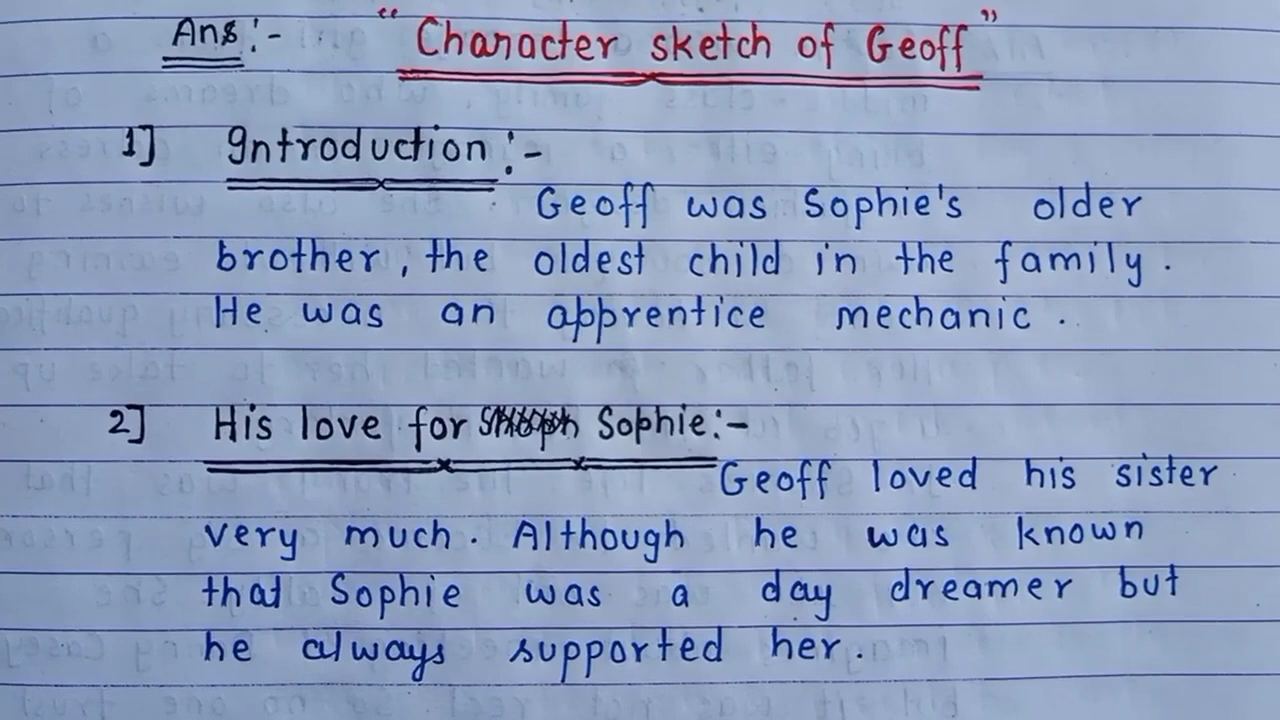 Ans:- "Character sketch of Geoff"
1] Introduction:-
Geoff was Sophie's older
brother, the oldest child in the family.
He was an apprentice mechanic.
2] His love for Sophie:-
Geoff loved his sister
very much. Although he was known
that Sophie was a day dreamer but
he always supported her.